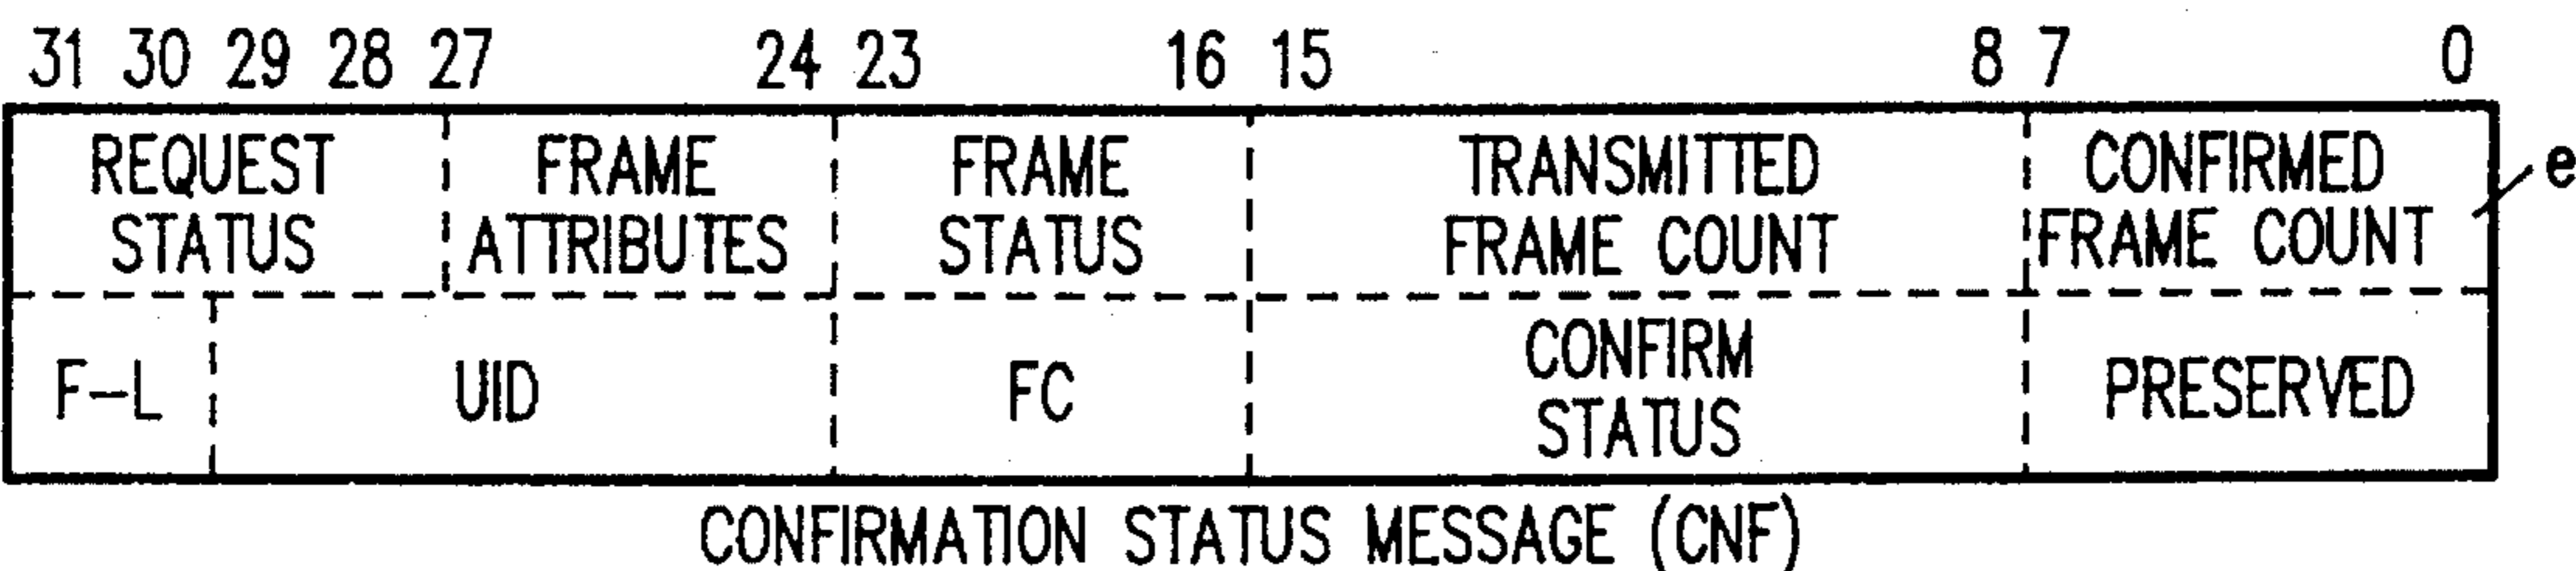 31 30 29 28 27 24 23 16 15 8 7 0
REQUEST STATUS
FRAME ATTRIBUTES
FRAME STATUS
TRANSMITTED FRAME COUNT
CONFIRMED FRAME COUNT
e
F-L
UID
FC
CONFIRM STATUS
PRESERVED
CONFIRMATION STATUS MESSAGE (CNF)